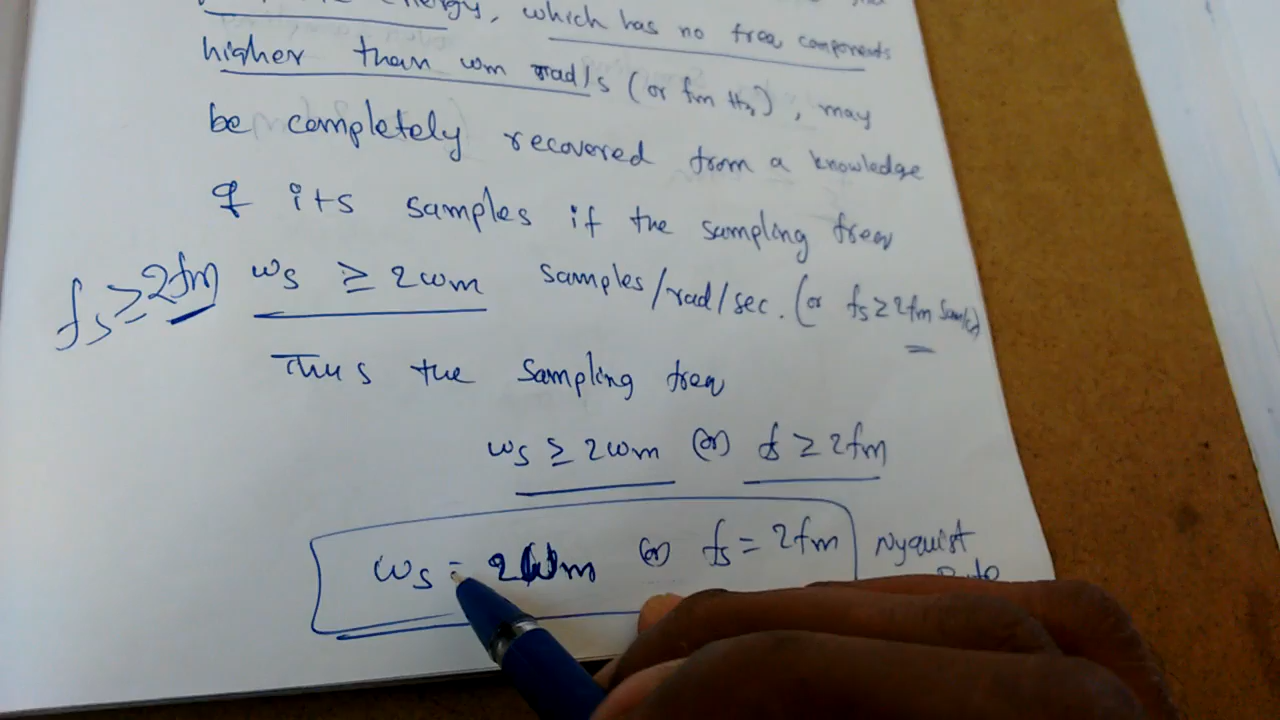 energy, which has no freq components
higher than ωm rad/s (or fm Hz), may
be completely recovered from a knowledge
of its samples if the sampling freq
fs ≥ 2fm ωs ≥ 2ωm samples/rad/sec. (or fs ≥ 2fm
Thus the sampling freq
ωs ≥ 2ωm (or) fs ≥ 2fm
ωs = 2ωm (or) fs = 2fm Nyquist